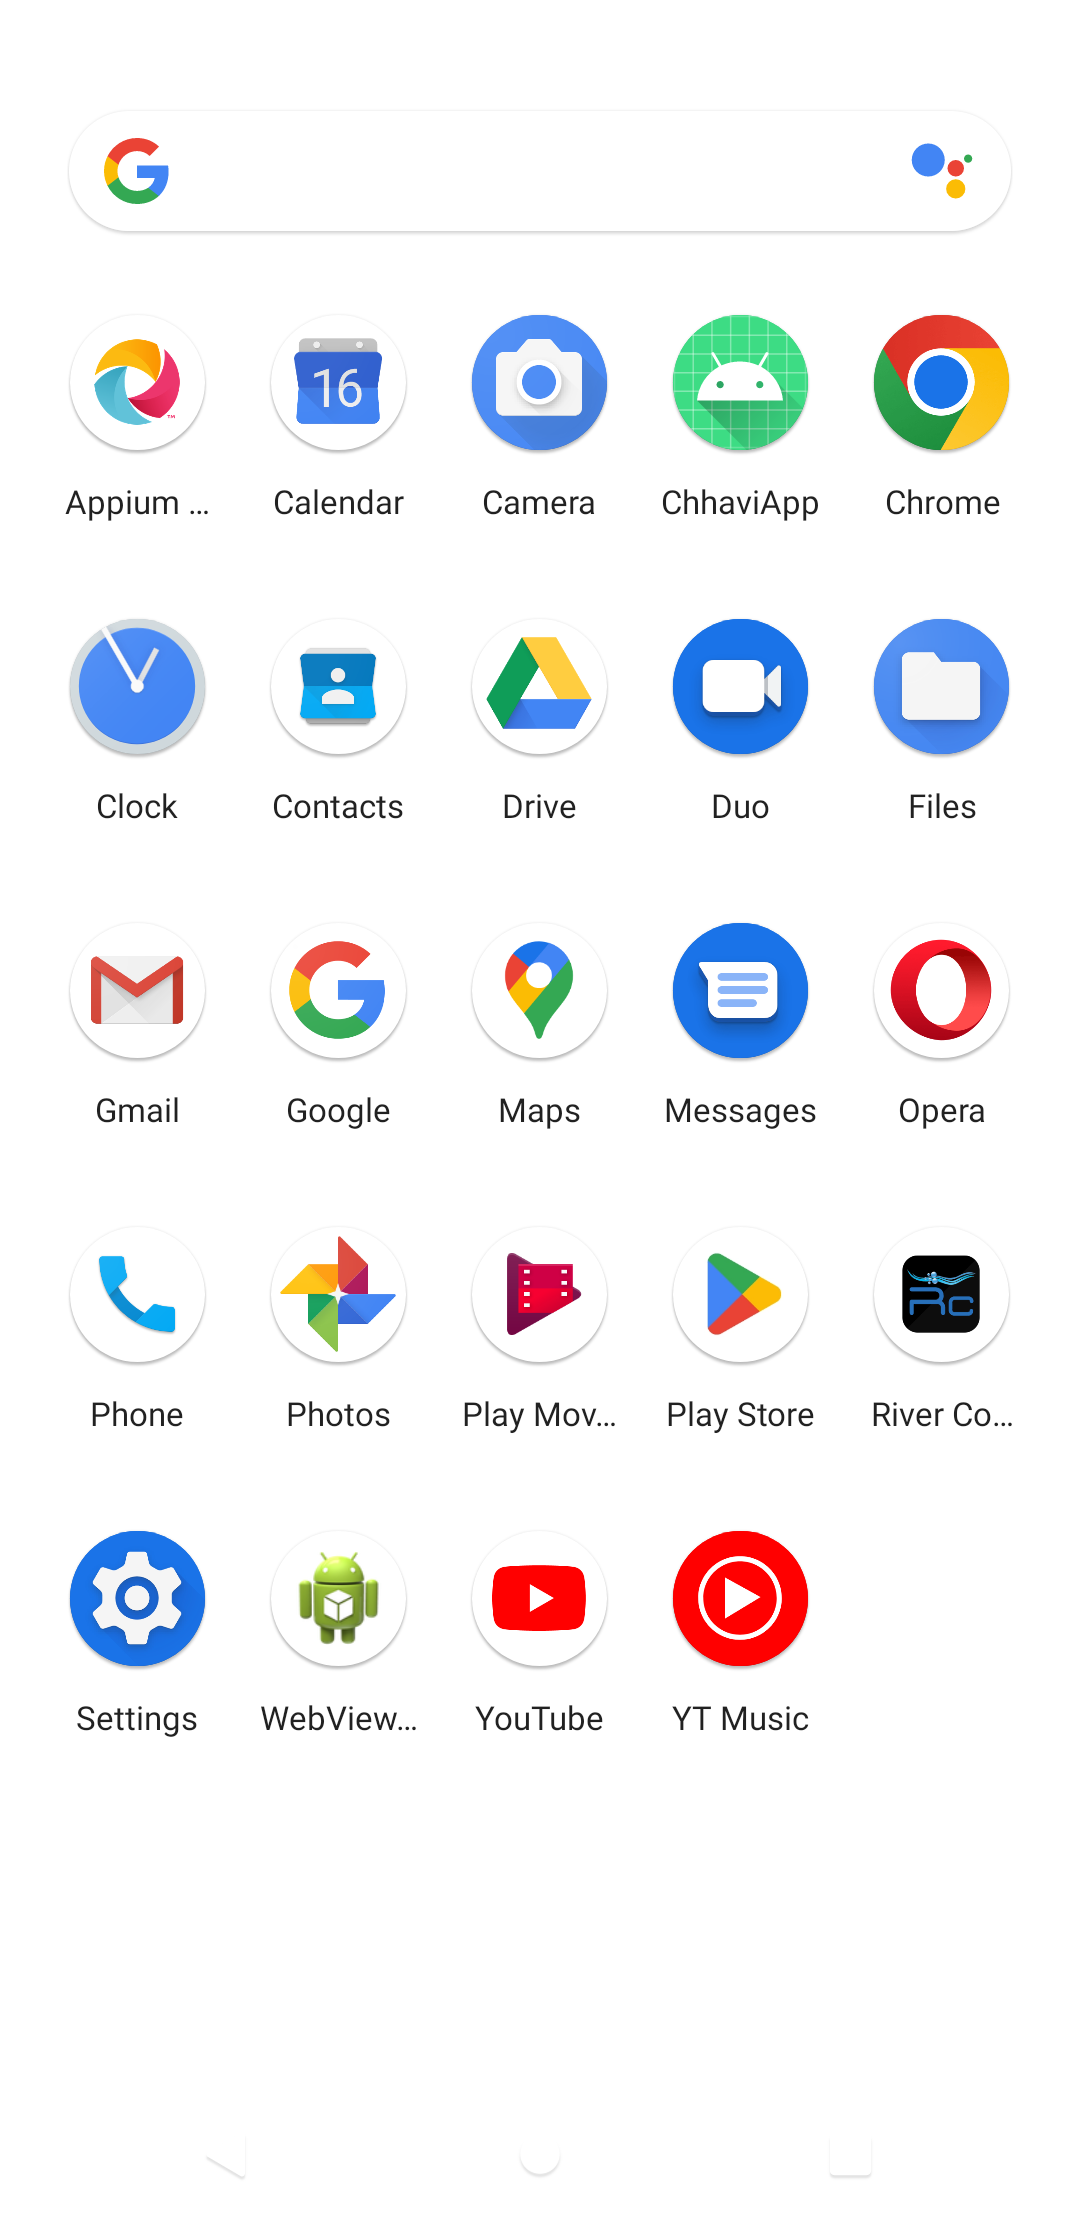 16
Appium ...
Calendar
Camera
ChhaviApp
Chrome
Clock
Contacts
Drive
Duo
Files
Gmail
Google
Maps
Messages
Opera
Phone
Photos
Play Mov...
Play Store
Rc
River Co...
Settings
WebView...
YouTube
YT Music